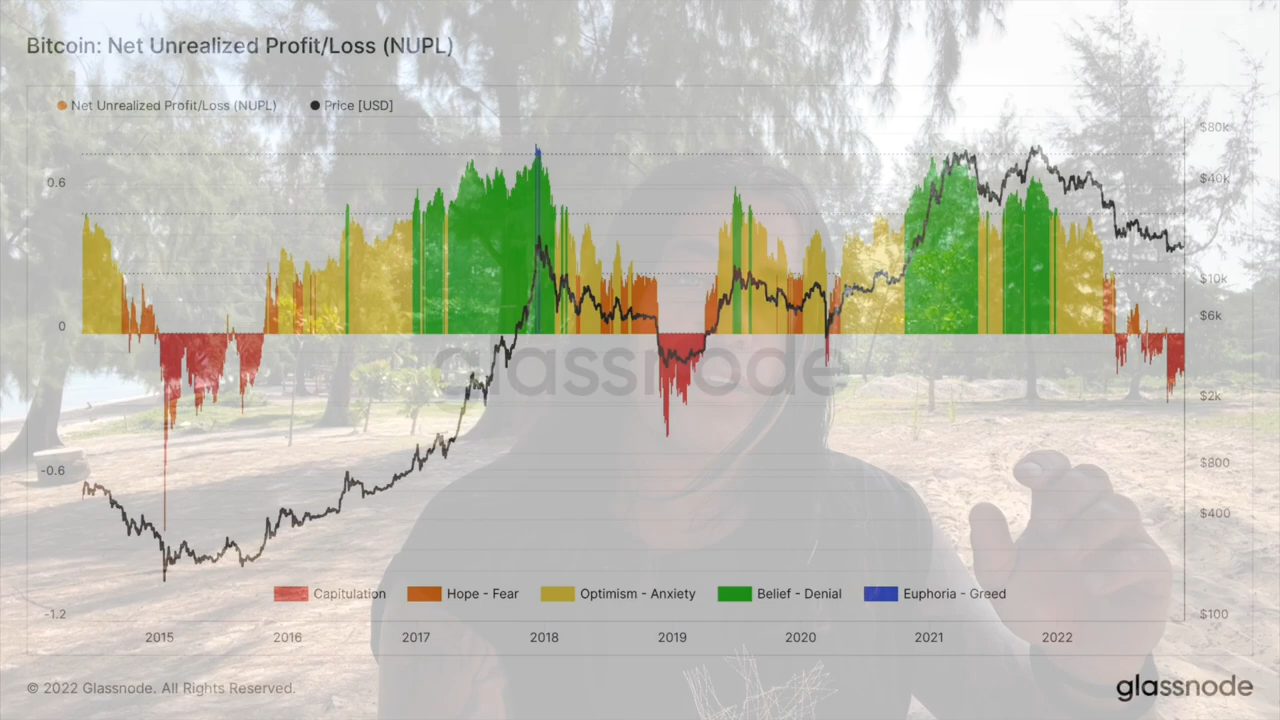 Bitcoin: Net Unrealized Profit/Loss (NUPL)
Net Unrealized Profit/Loss (NUPL) Price [USD]
$80k
0.6 $40k
$10k
0 $6k
glassnode
$2k
-0.6 $800
$400
Capitulation Hope - Fear Optimism - Anxiety Belief - Denial Euphoria - Greed
-1.2 $100
2015 2016 2017 2018 2019 2020 2021 2022
© 2022 Glassnode. All Rights Reserved. glassnode